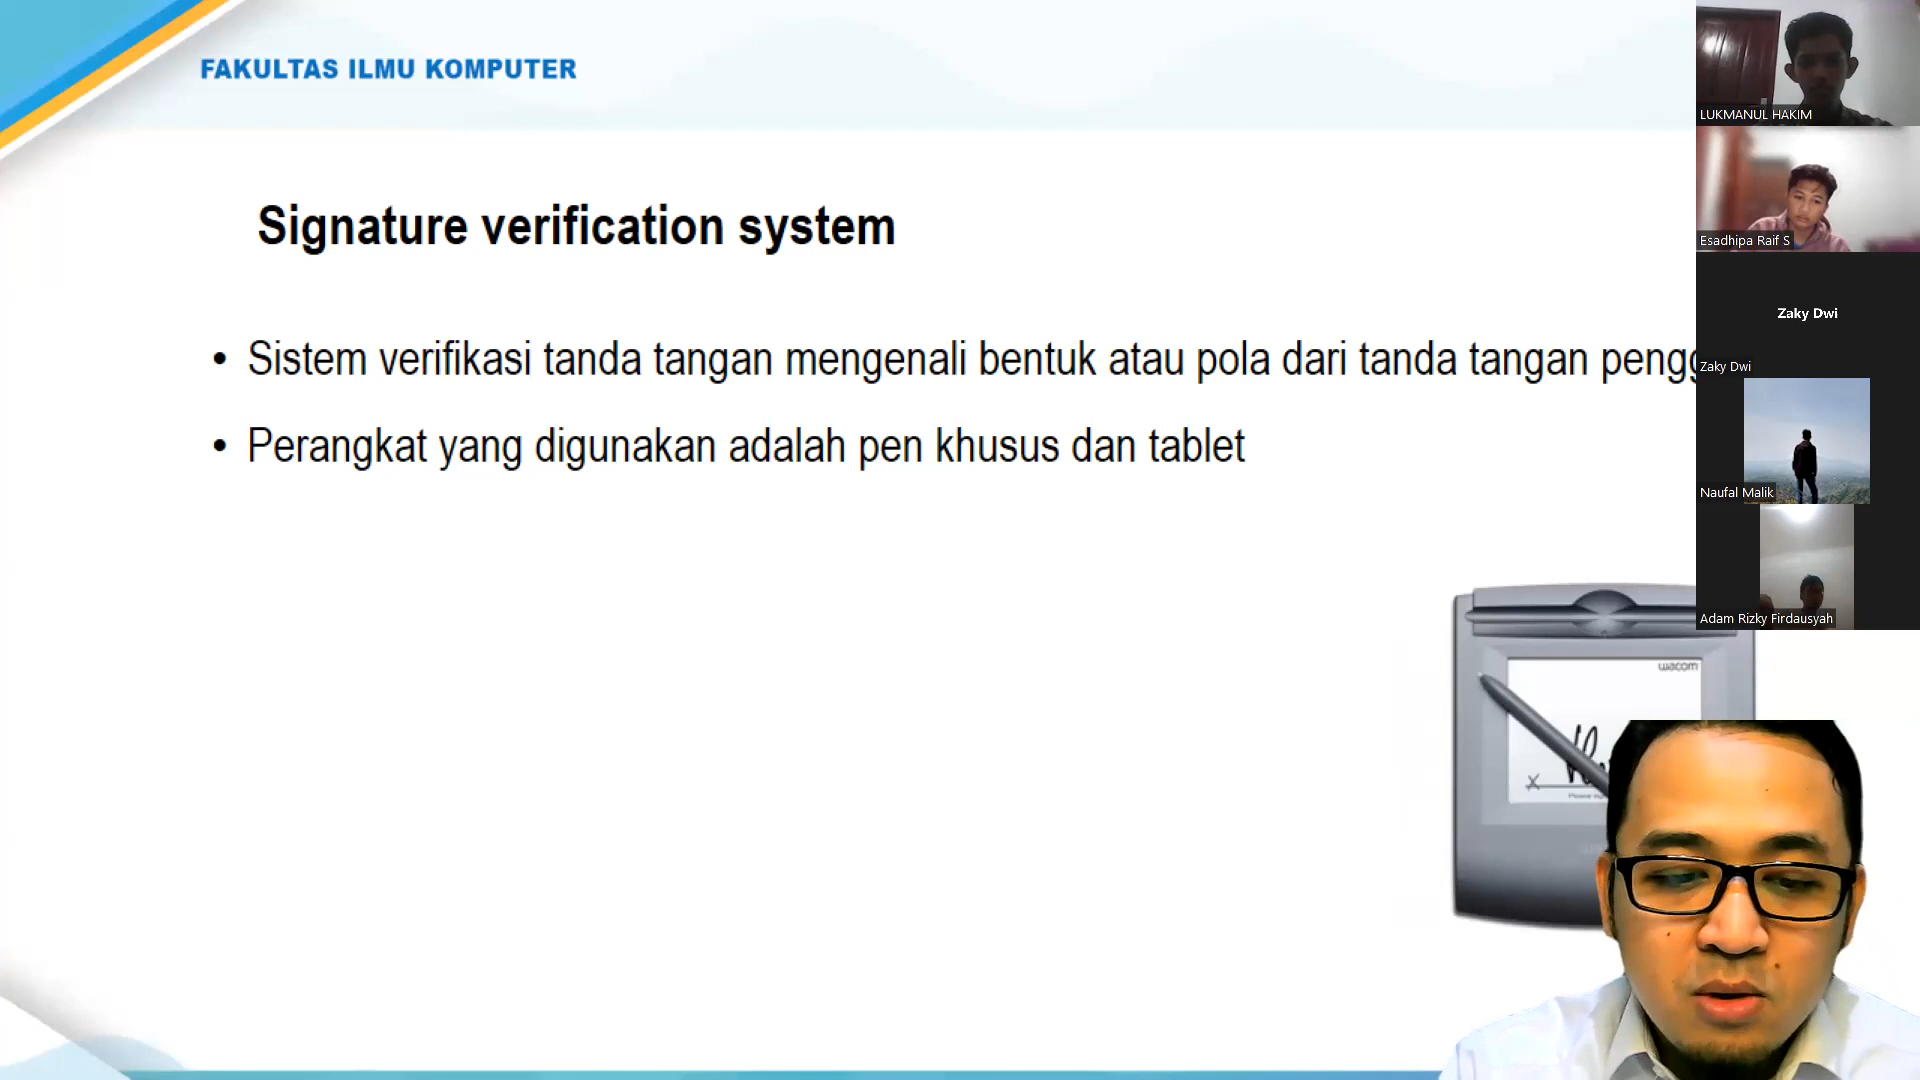 FAKULTAS ILMU KOMPUTER
Signature verification system
• Sistem verifikasi tanda tangan mengenali bentuk atau pola dari tanda tangan
• Perangkat yang digunakan adalah pen khusus dan tablet
LUKMANUL HAKIM
Esadhipa Raif S
Zaky Dwi
Zaky Dwi
Naufal Malik
Adam Rizky Firdausyah
wacom